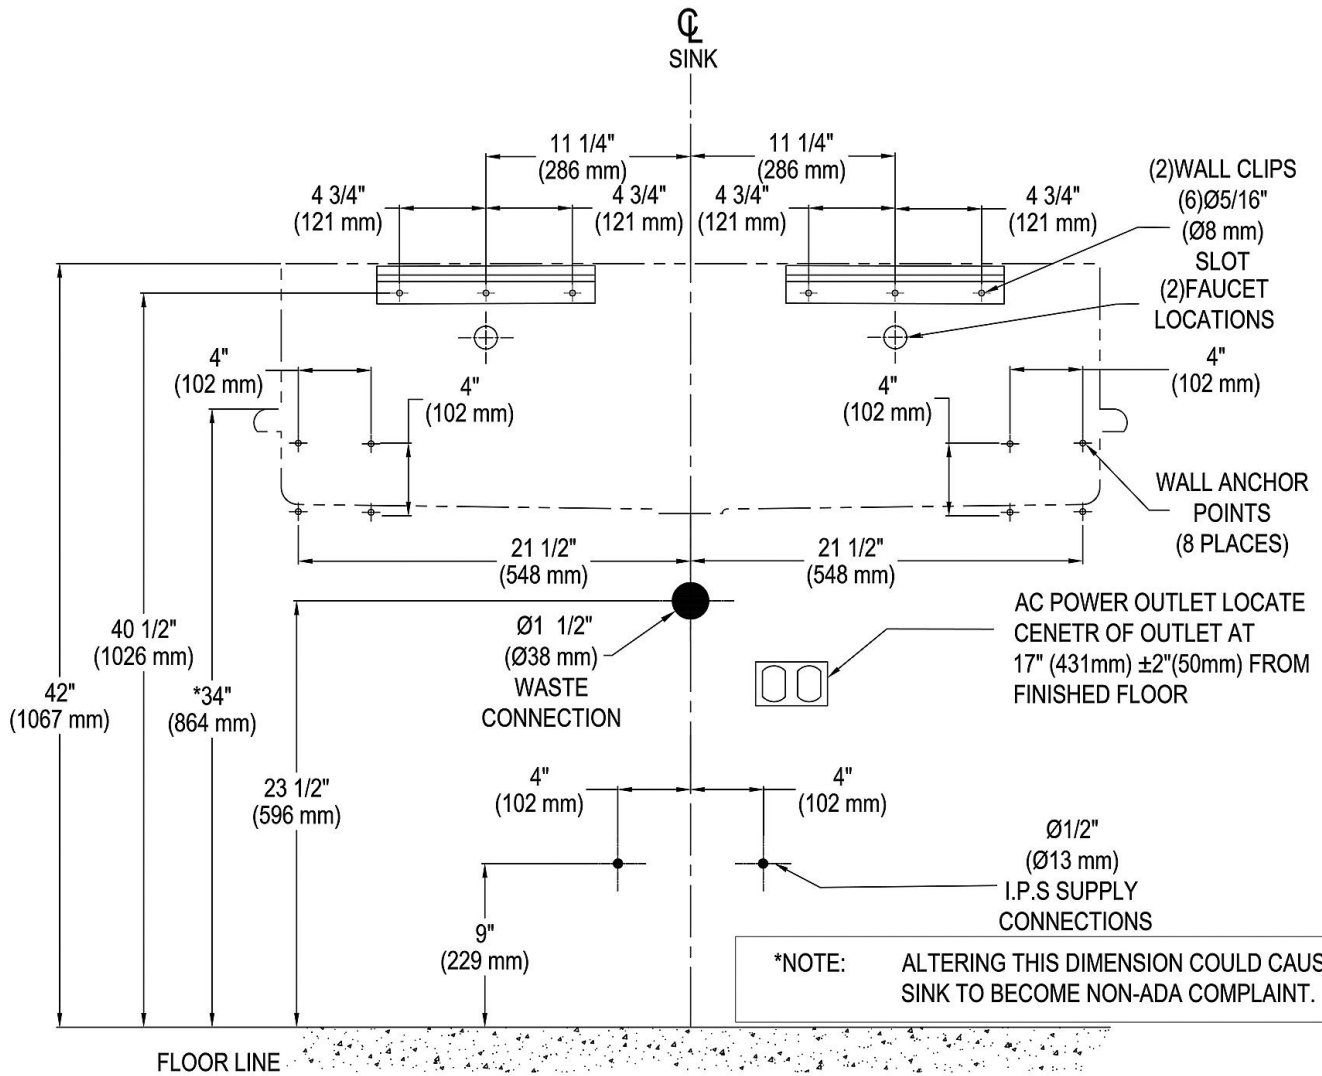 CL
SINK
11 1/4"
(286 mm)
11 1/4"
(286 mm)
4 3/4"
(121 mm)
4 3/4"
(121 mm)
4 3/4"
(121 mm)
4 3/4"
(121 mm)
(2)WALL CLIPS
(6)Ø5/16"
(Ø8 mm)
SLOT
(2)FAUCET
LOCATIONS
4"
(102 mm)
4"
(102 mm)
4"
(102 mm)
4"
(102 mm)
WALL ANCHOR
POINTS
(8 PLACES)
21 1/2"
(548 mm)
21 1/2"
(548 mm)
42"
(1067 mm)
40 1/2"
(1026 mm)
*34"
(864 mm)
23 1/2"
(596 mm)
Ø1 1/2"
(Ø38 mm)
WASTE
CONNECTION
AC POWER OUTLET LOCATE
CENETR OF OUTLET AT
17" (431mm) ±2"(50mm) FROM
FINISHED FLOOR
4"
(102 mm)
4"
(102 mm)
Ø1/2"
(Ø13 mm)
I.P.S SUPPLY
CONNECTIONS
9"
(229 mm)
*NOTE: ALTERING THIS DIMENSION COULD CAUS
SINK TO BECOME NON-ADA COMPLAINT.
FLOOR LINE